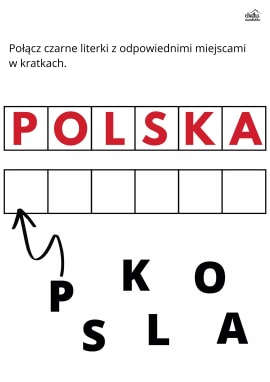 Połącz czarne literki z odpowiednimi miejscami
w kratkach.
POLSKA
K O
P
S L A